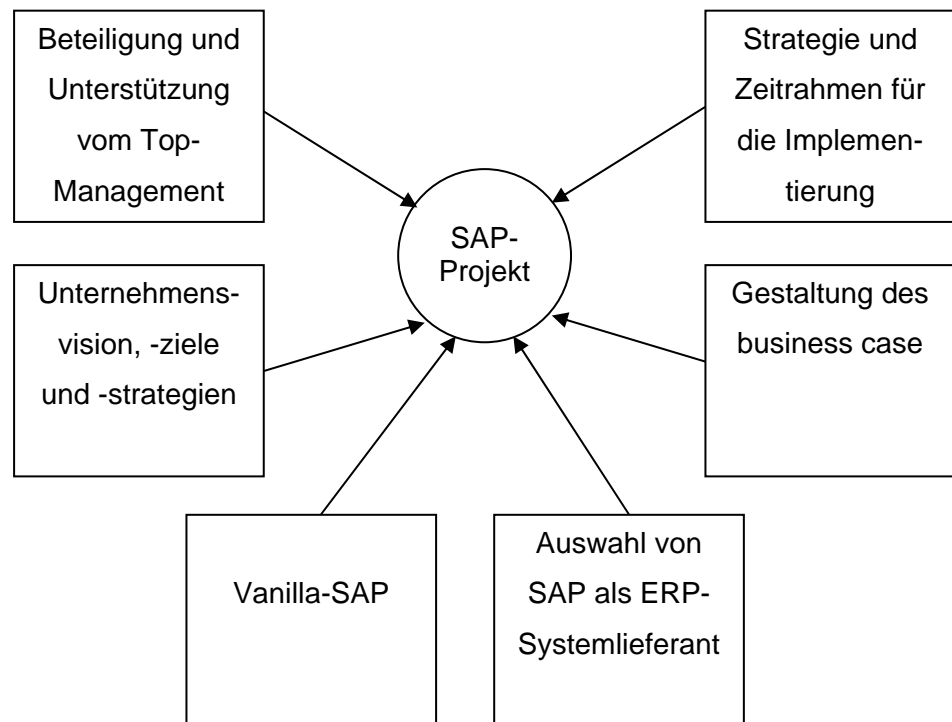 Beteiligung und
Unterstützung
vom Top-
Management
Strategie und
Zeitrahmen für
die Implemen-
tierung
SAP-
Projekt
Unternehmens-
vision, -ziele
und -strategien
Gestaltung des
business case
Vanilla-SAP
Auswahl von
SAP als ERP-
Systemlieferant